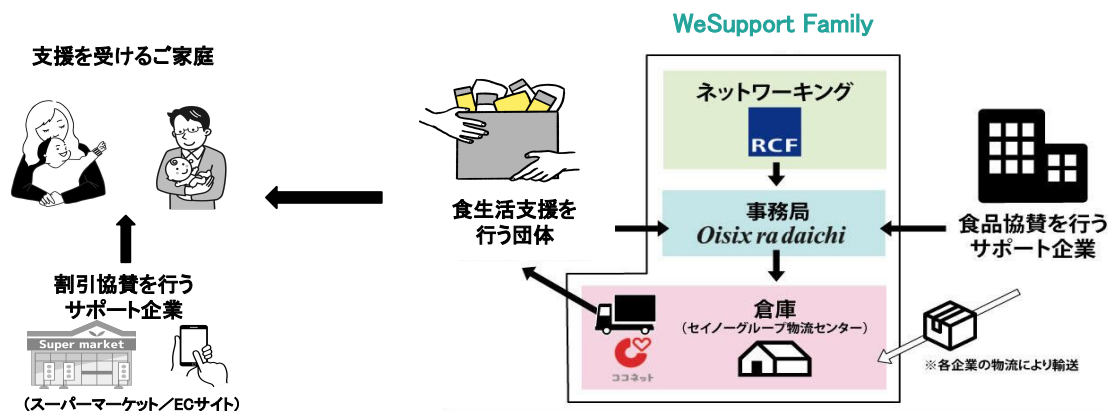 WeSupport Family
支援を受けるご家庭
ネットワーキング
RCF
食生活支援を
行う団体
事務局
Oisix ra daichi
食品協賛を行う
サポート企業
割引協賛を行う
サポート企業
Super market
(スーパーマーケット/ECサイト)
倉庫
(セイノーグループ物流センター)
ココネット
※各企業の物流により輸送